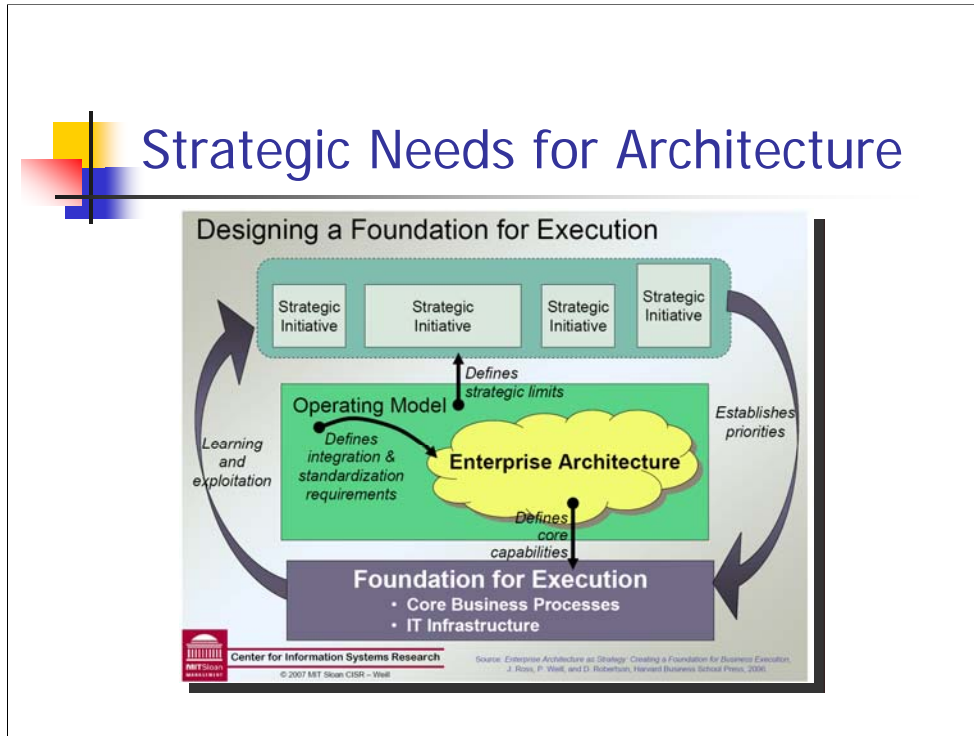 Strategic Needs for Architecture
Designing a Foundation for Execution
Strategic
Initiative
Strategic
Initiative
Strategic
Initiative
Strategic
Initiative
Defines
strategic limits
Operating Model
Defines
integration &
standardization
requirements
Enterprise Architecture
Establishes
priorities
Learning
and
exploitation
Defines
core
capabilities
Foundation for Execution
• Core Business Processes
• IT Infrastructure
MITSloan
MANAGEMENT
Center for Information Systems Research
© 2007 MIT Sloan CISR – Weill
Source: Enterprise Architecture as Strategy: Creating a Foundation for Business Execution,
J. Ross, P. Weill, and D. Robertson, Harvard Business School Press, 2006